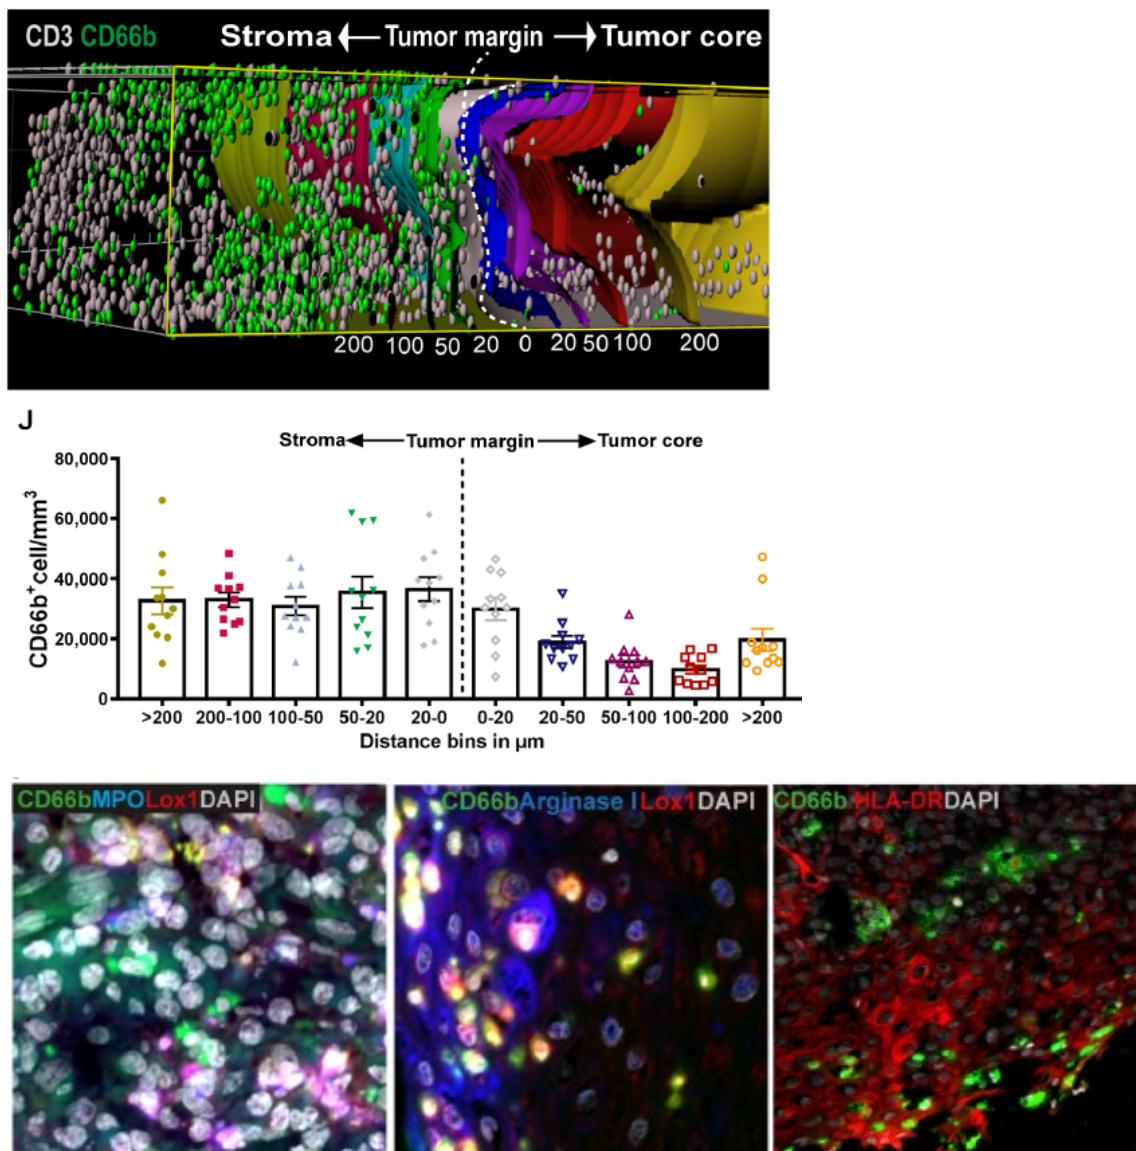 CD3 CD66b Stroma Tumor margin Tumor core
200 100 50 20 0 20 50 100 200
J
Stroma Tumor margin Tumor core
80,000
60,000
40,000
20,000
0
CD66b⁺cell/mm³
>200 200-100 100-50 50-20 20-0 0-20 20-50 50-100 100-200 >200
Distance bins in µm
CD66bMPOLox1DAPI
CD66bArginase ILox1DAPI
CD66b HLA-DRDAPI